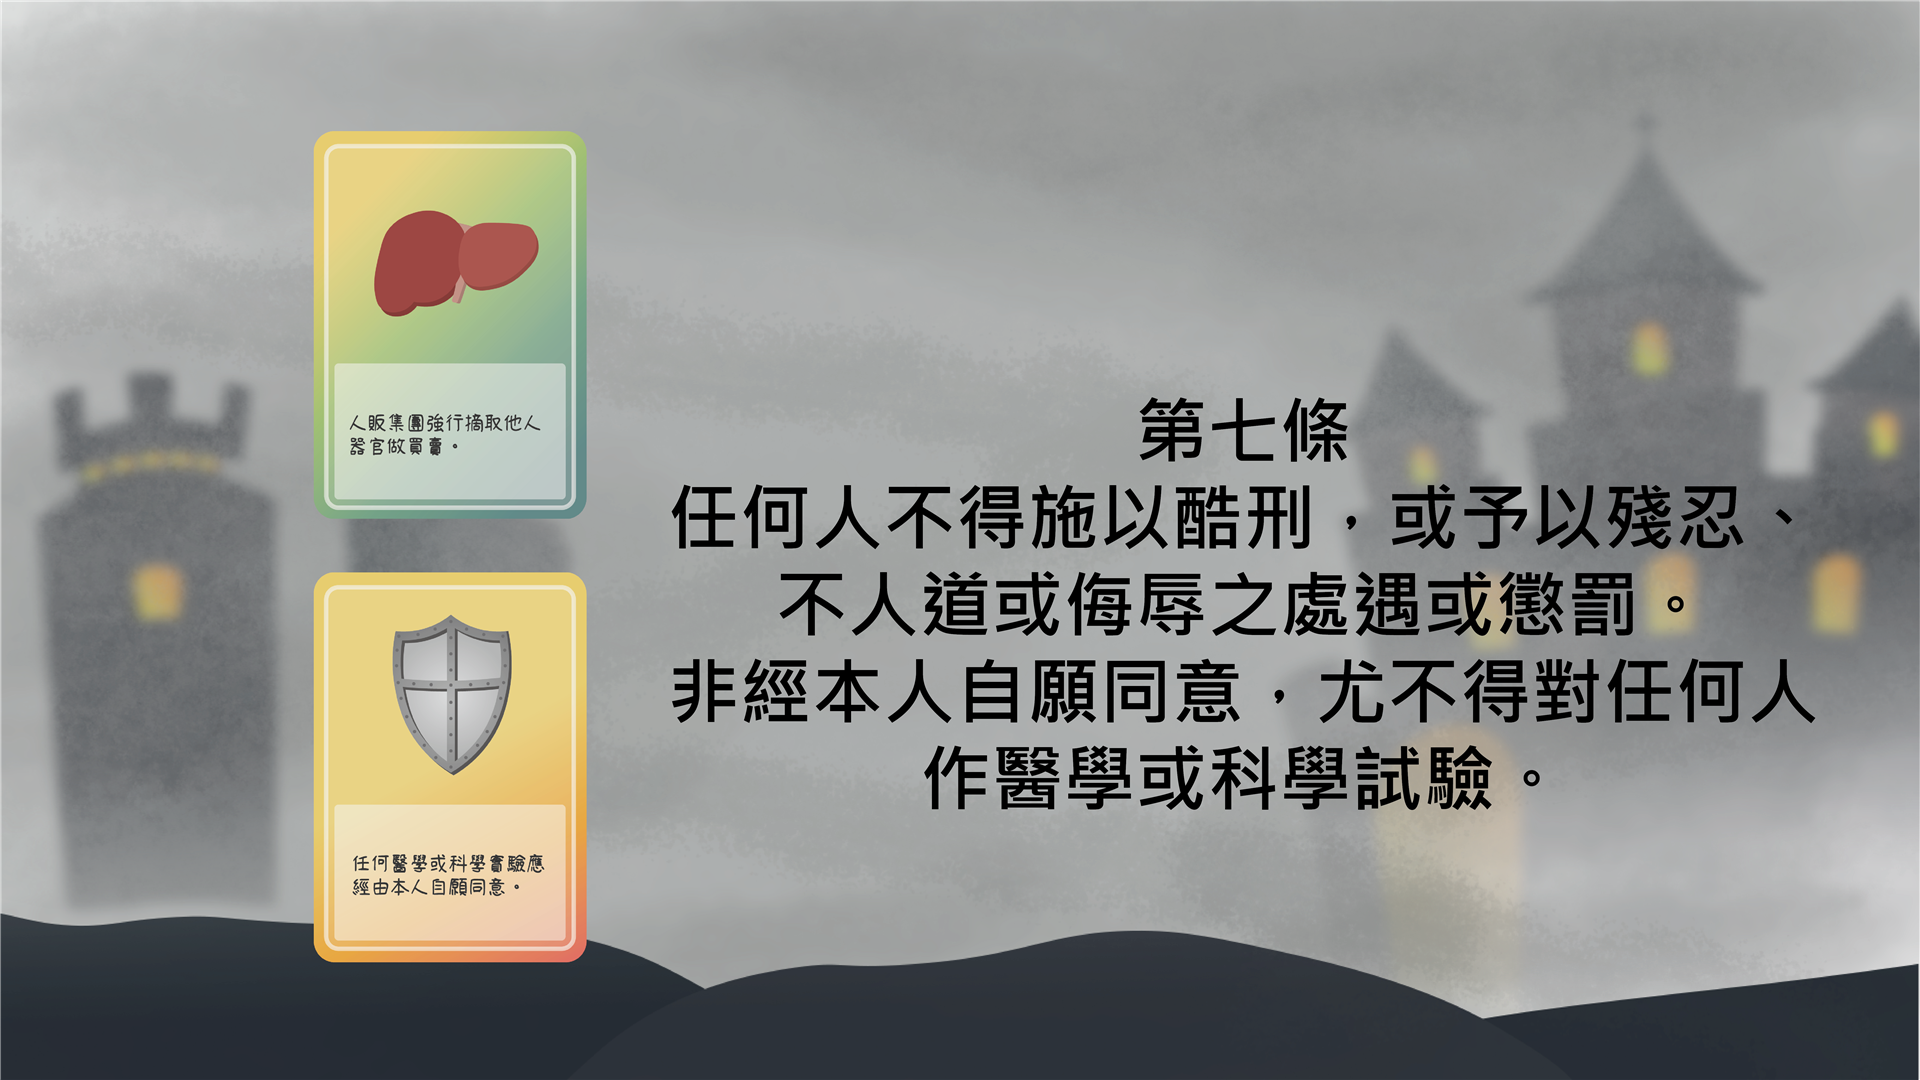 人販集團強行摘取他人
器官做買賣。
任何醫學或科學實驗應
經由本人自願同意。
第七條
任何人不得施以酷刑，或予以殘忍、
不人道或侮辱之處遇或懲罰。
非經本人自願同意，尤不得對任何人
作醫學或科學試驗。